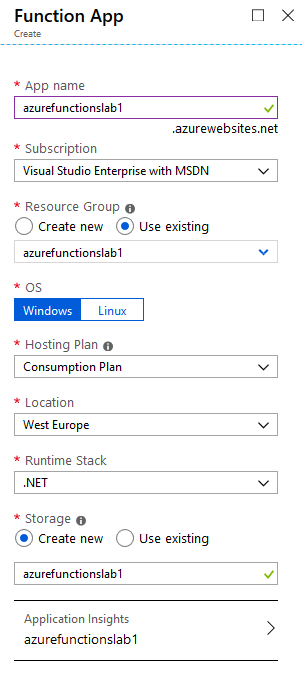 Function App
Create
* App name
azurefunctionslab1
.azurewebsites.net
* Subscription
Visual Studio Enterprise with MSDN
* Resource Group
Create new Use existing
azurefunctionslab1
* OS
Windows Linux
* Hosting Plan
Consumption Plan
* Location
West Europe
* Runtime Stack
.NET
* Storage
Create new Use existing
azurefunctionslab1
Application Insights
azurefunctionslab1